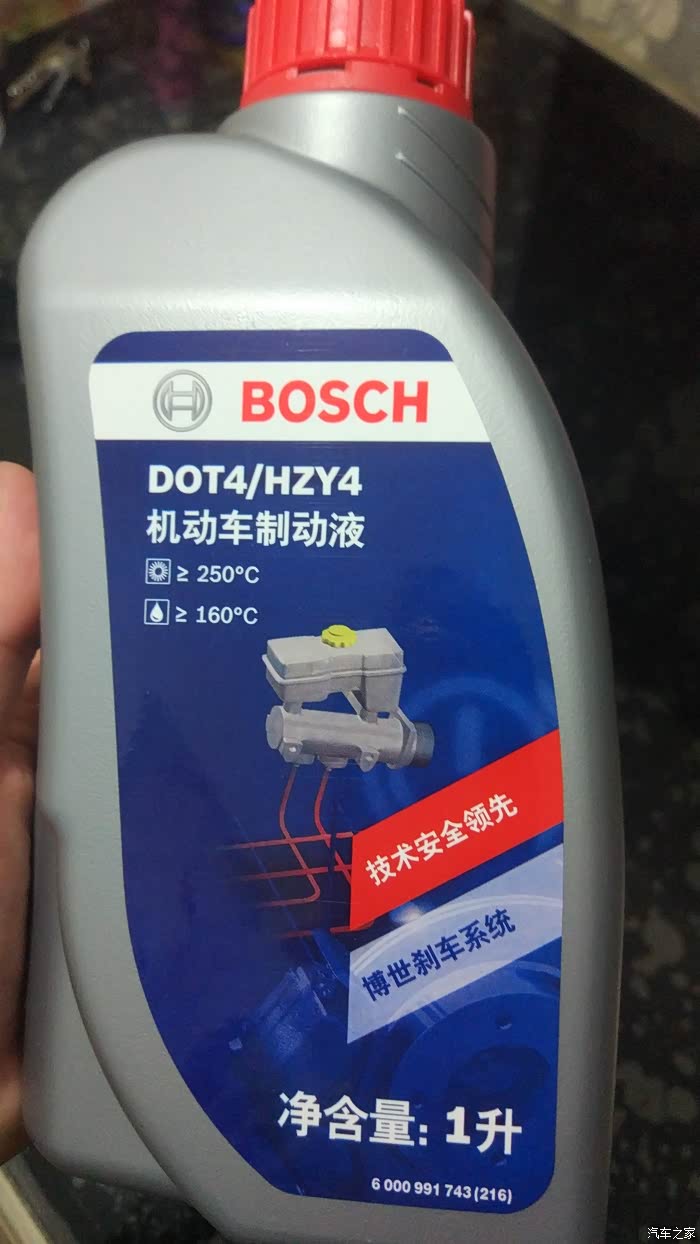 BOSCH
DOT4/HZY4
机动车制动液
≥ 250°C
≥ 160°C
技术安全领先
博世刹车系统
净含量: 1升
6 000 991 743 (216)
汽车之家